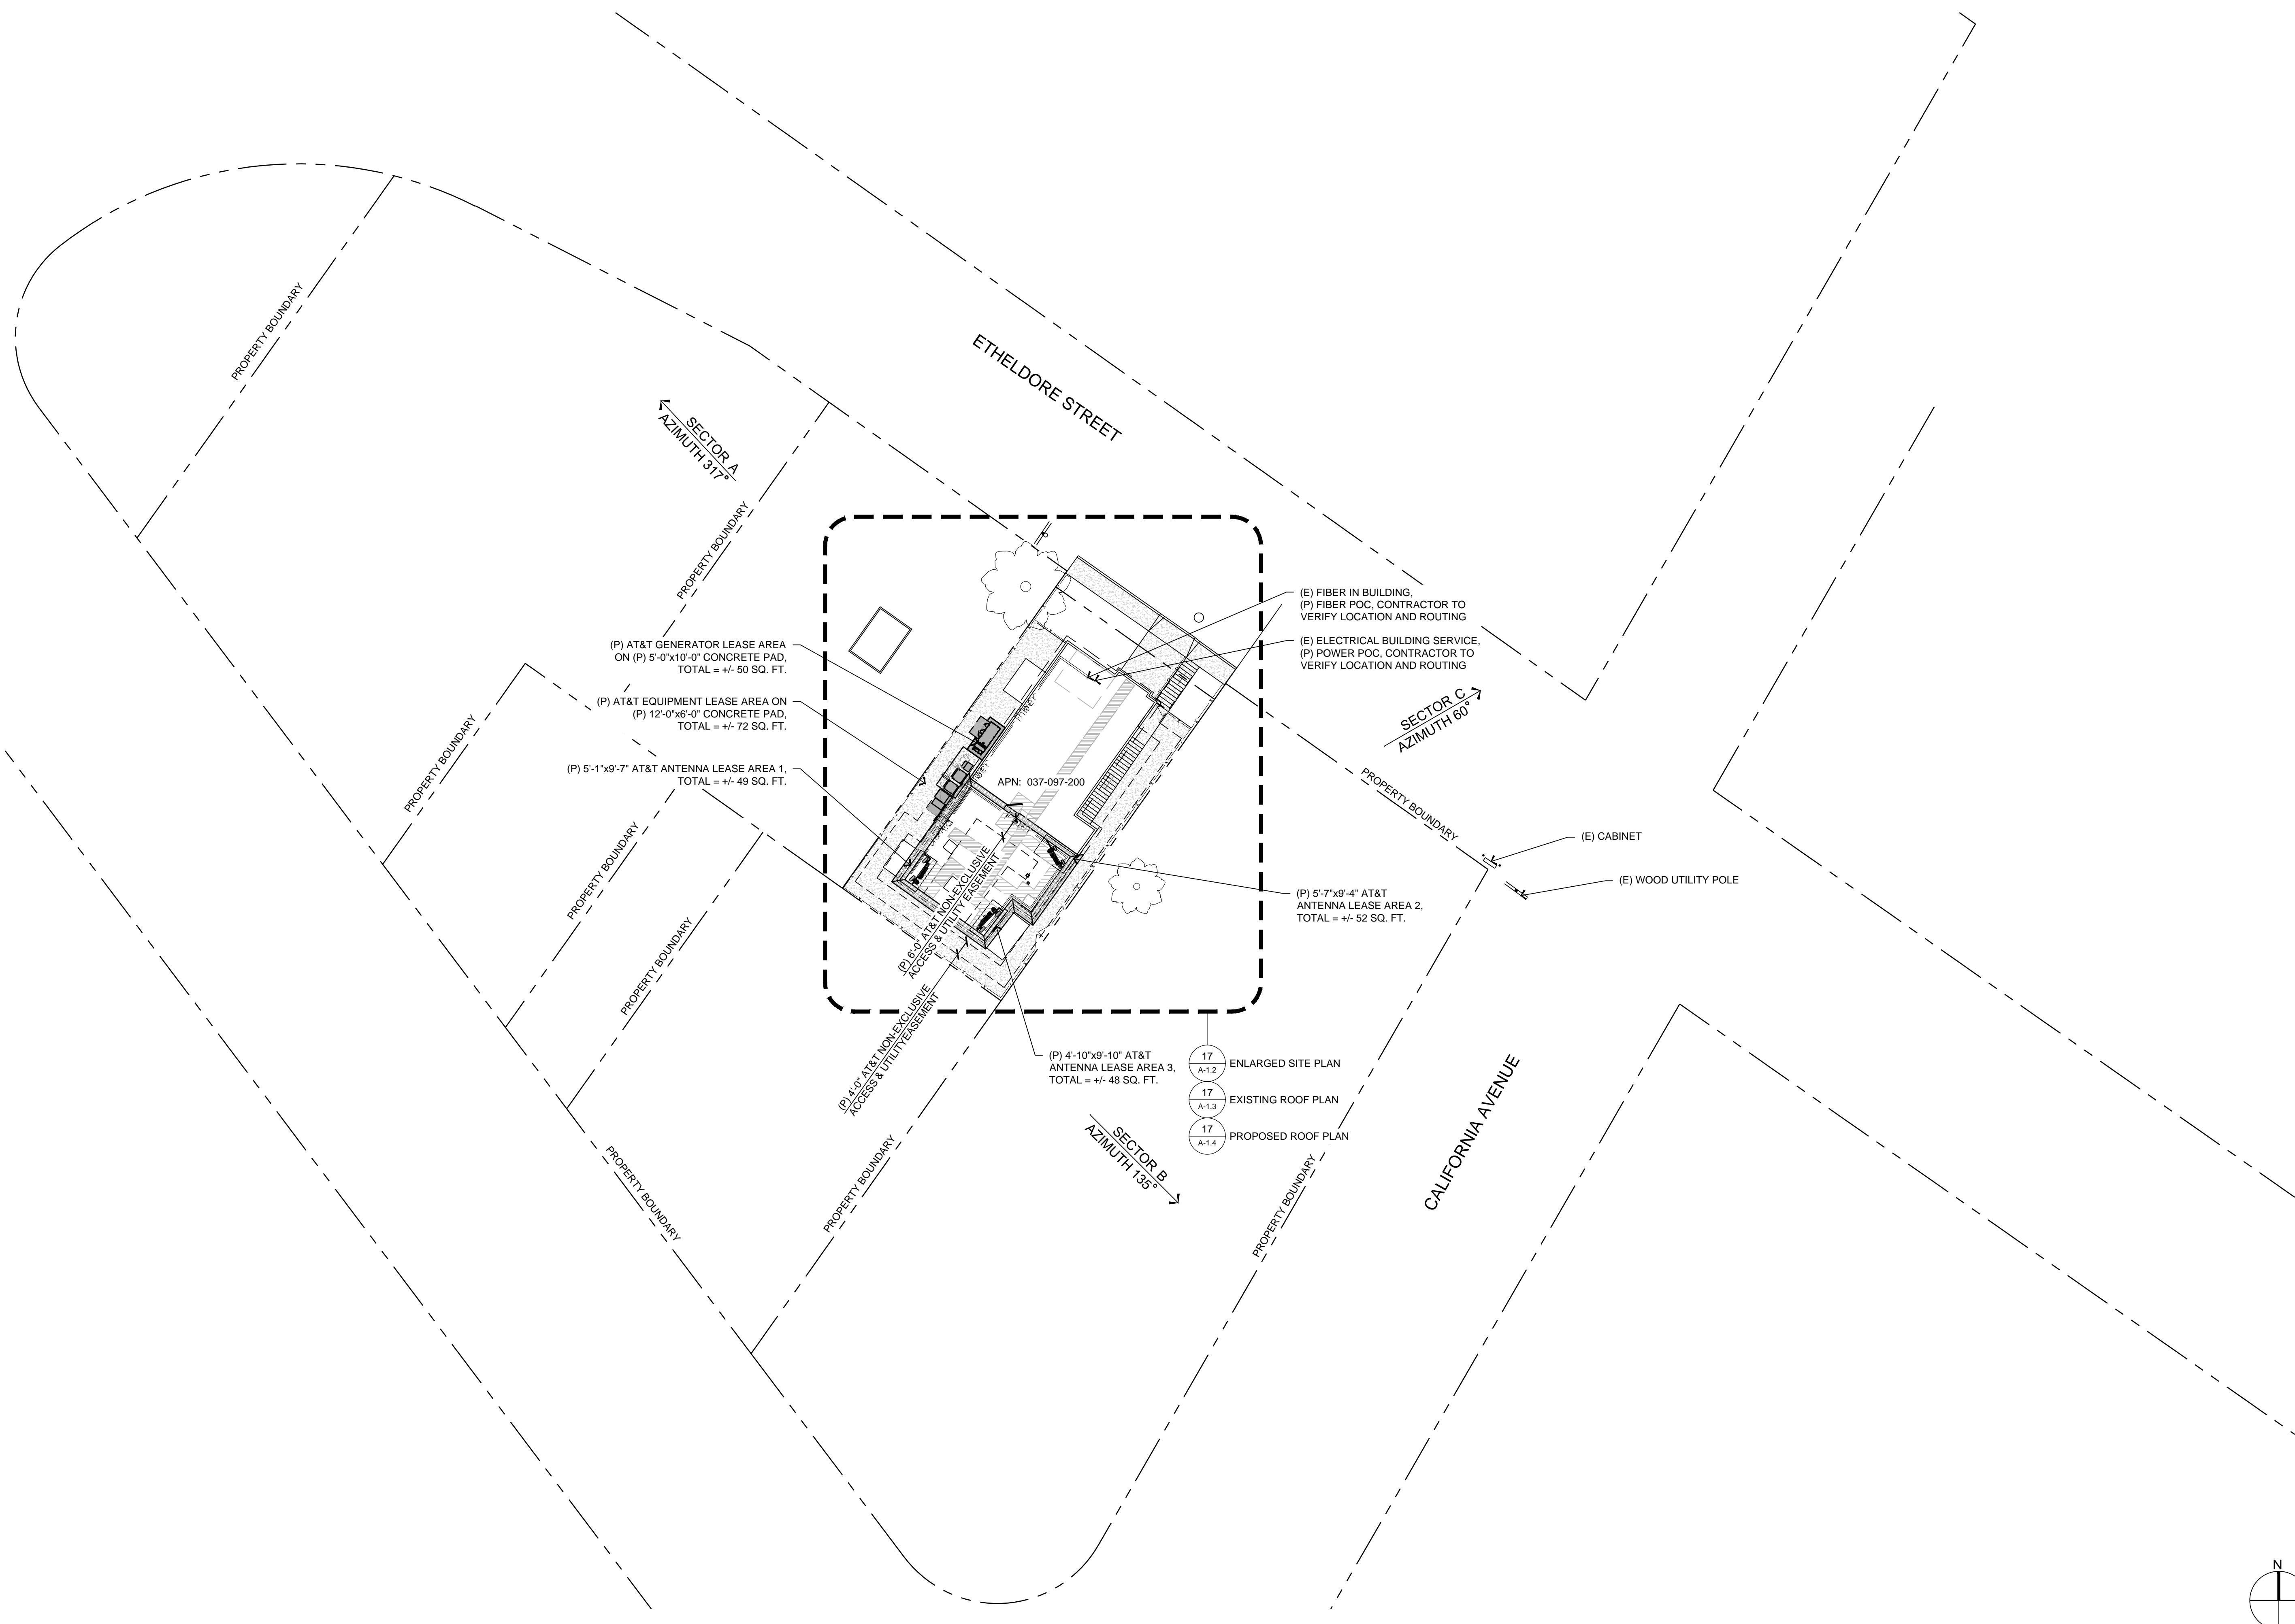 ETHELDORE STREET
PROPERTY BOUNDARY
SECTOR A
AZIMUTH 317°
PROPERTY BOUNDARY
(E) FIBER IN BUILDING,
(P) FIBER POC, CONTRACTOR TO
VERIFY LOCATION AND ROUTING
(E) ELECTRICAL BUILDING SERVICE,
(P) POWER POC, CONTRACTOR TO
VERIFY LOCATION AND ROUTING
(P) AT&T GENERATOR LEASE AREA
ON (P) 5'-0"x10'-0" CONCRETE PAD,
TOTAL = +/- 50 SQ. FT.
(P) AT&T EQUIPMENT LEASE AREA ON
(P) 12'-0"x6'-0" CONCRETE PAD,
TOTAL = +/- 72 SQ. FT.
(P) 5'-1"x9'-7" AT&T ANTENNA LEASE AREA 1,
TOTAL = +/- 49 SQ. FT.
APN:  037-097-200
SECTOR C
AZIMUTH 60°
PROPERTY BOUNDARY
PROPERTY BOUNDARY
PROPERTY BOUNDARY
PROPERTY BOUNDARY
(E) CABINET
(E) WOOD UTILITY POLE
(P) 5'-7"x9'-4" AT&T
ANTENNA LEASE AREA 2,
TOTAL = +/- 52 SQ. FT.
(P) 6'-0" AT&T NON-EXCLUSIVE
ACCESS & UTILITY EASEMENT
(P) 4'-0" AT&T NON-EXCLUSIVE
ACCESS & UTILITY EASEMENT
(P) 4'-10"x9'-10" AT&T
ANTENNA LEASE AREA 3,
TOTAL = +/- 48 SQ. FT.
17
A-1.2
ENLARGED SITE PLAN
17
A-1.3
EXISTING ROOF PLAN
17
A-1.4
PROPOSED ROOF PLAN
SECTOR B
AZIMUTH 135°
CALIFORNIA AVENUE
PROPERTY BOUNDARY
PROPERTY BOUNDARY
PROPERTY BOUNDARY
N